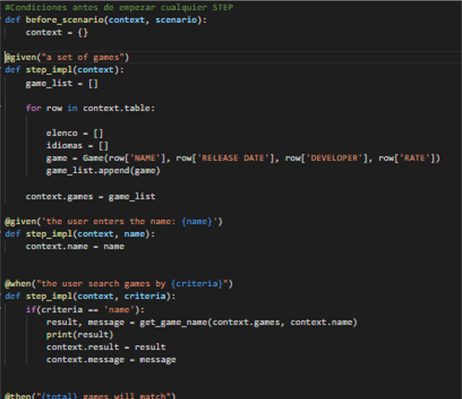 #Condiciones antes de empezar cualquier STEP
def before_scenario(context, scenario):
    context = {}
@given("a set of games")
def step_impl(context):
    game_list = []
    for row in context.table:
        elenco = []
        idiomas = []
        game = Game(row['NAME'], row['RELEASE DATE'], row['DEVELOPER'], row['RATE'])
        game_list.append(game)
    context.games = game_list
@given('the user enters the name: {name}')
def step_impl(context, name):
    context.name = name
@when("the user search games by {criteria}")
def step_impl(context, criteria):
    if(criteria == 'name'):
        result, message = get_game_name(context.games, context.name)
        print(result)
        context.result = result
        context.message = message
@then("{total} games will match")